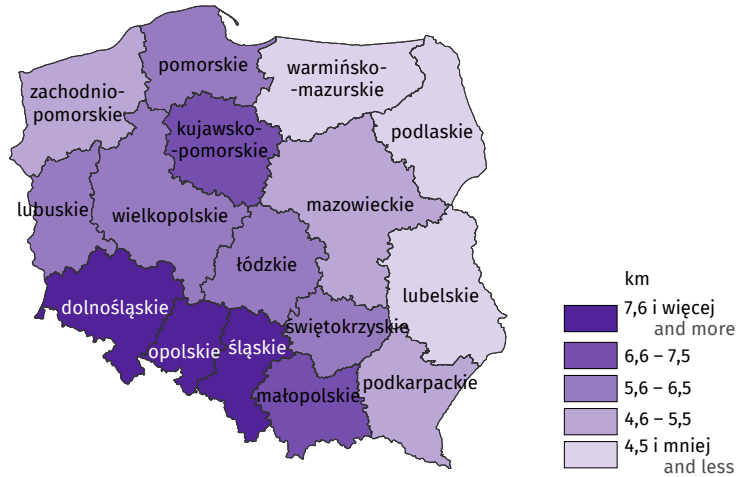 pomorskie
warmińsko-
-mazurskie
zachodnio-
pomorskie
kujawsko-
-pomorskie
podlaskie
lubuskie
wielkopolskie
mazowieckie
łódzkie
lubelskie
dolnośląskie
świętokrzyskie
opolskie
śląskie
małopolskie
podkarpackie
km
7,6 i więcej
and more
6,6 – 7,5
5,6 – 6,5
4,6 – 5,5
4,5 i mniej
and less